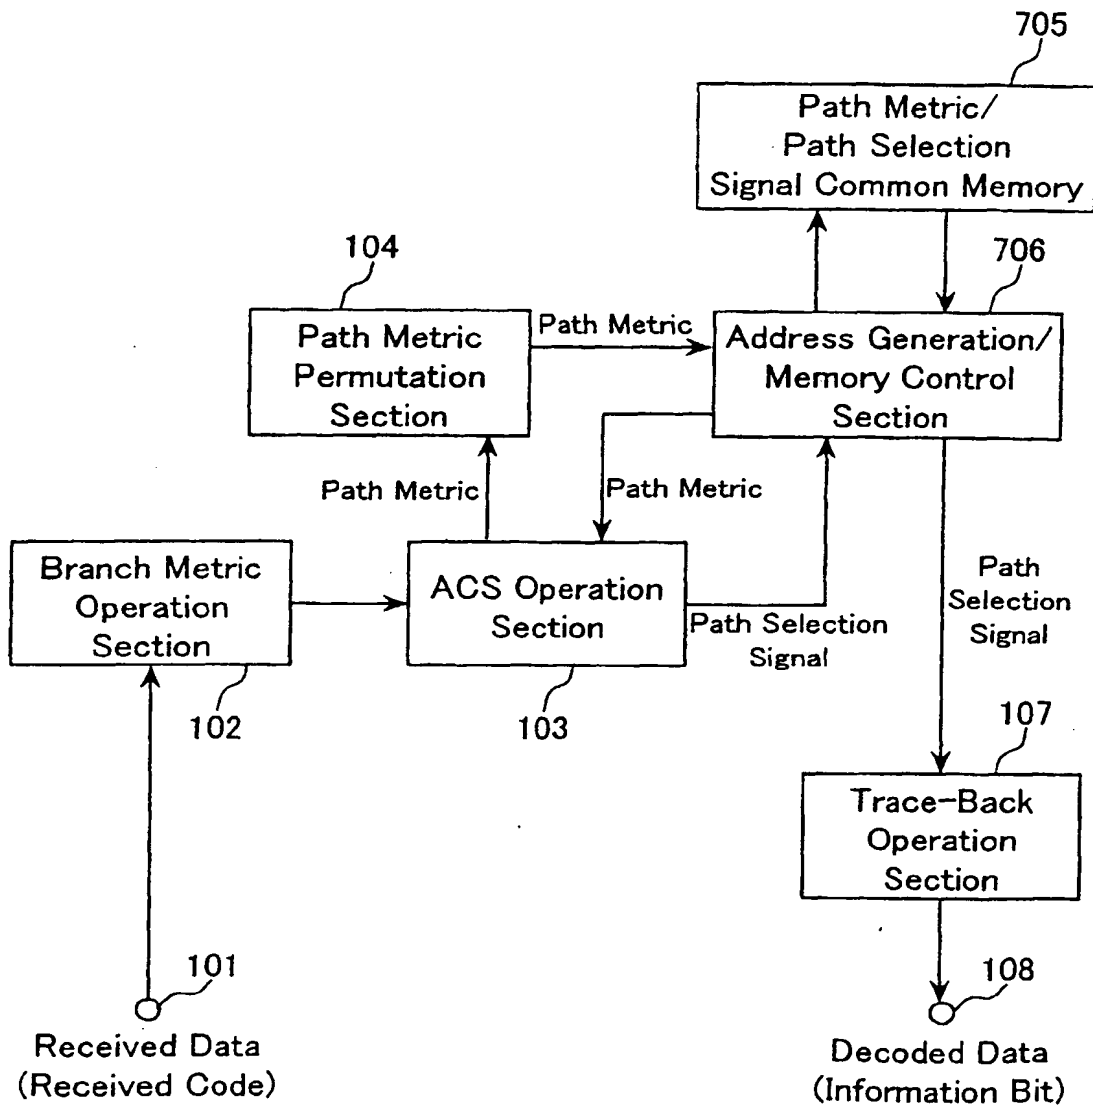 705
Path Metric/
Path Selection
Signal Common Memory
104
706
Path Metric
Permutation
Section
Path Metric
Address Generation/
Memory Control
Section
Path Metric
Path Metric
Branch Metric
Operation
Section
ACS Operation
Section
Path Selection
Signal
Path
Selection
Signal
102
103
107
Trace-Back
Operation
Section
101
108
Received Data
(Received Code)
Decoded Data
(Information Bit)